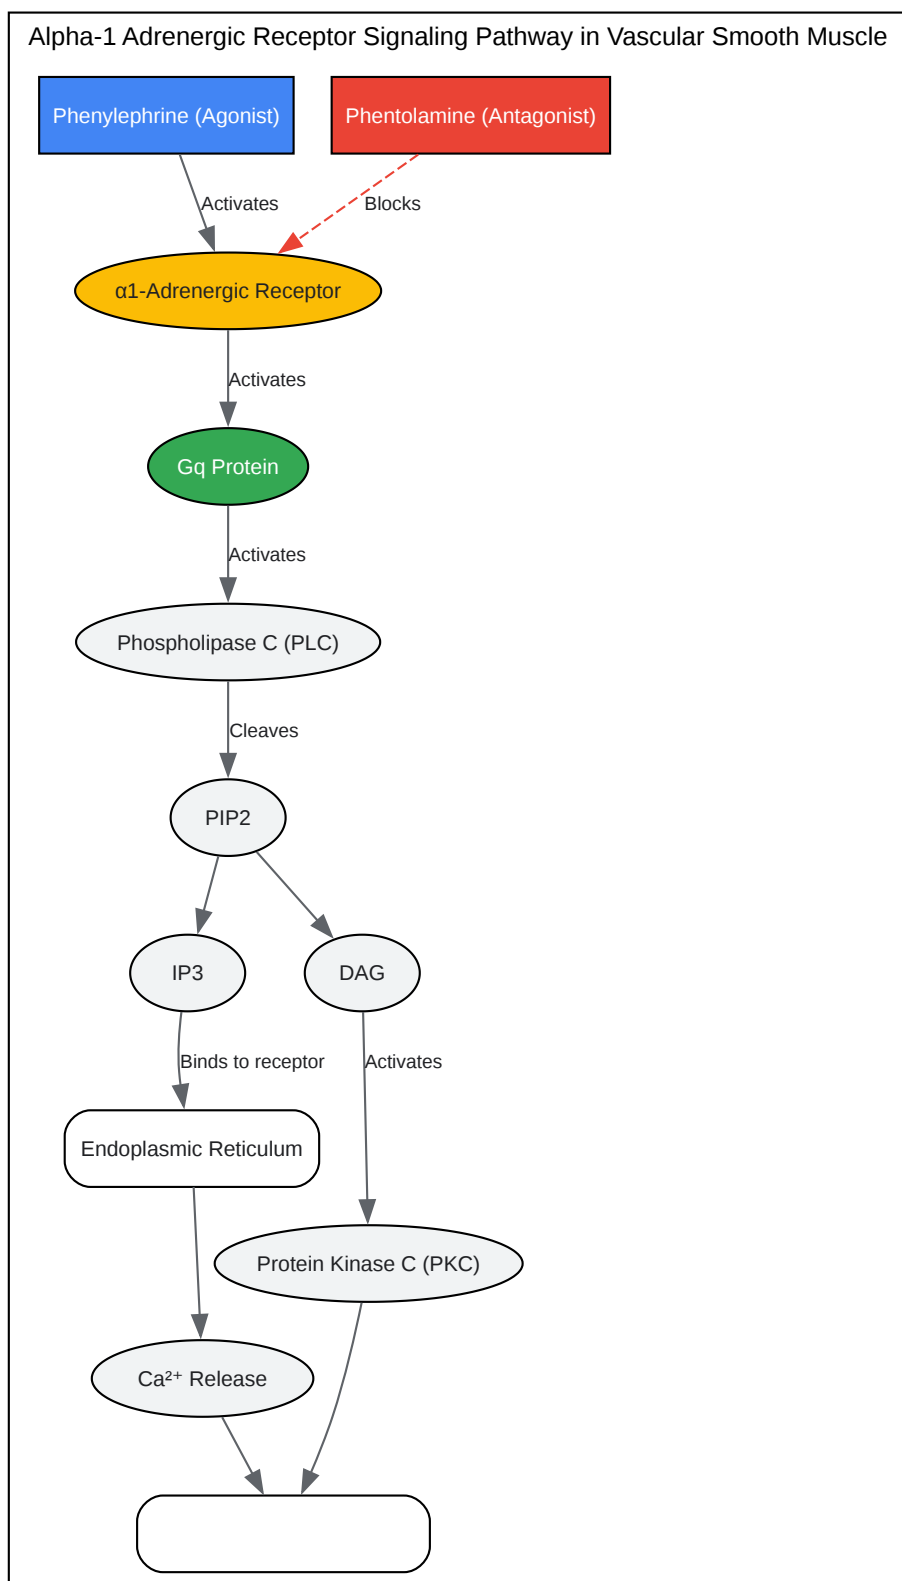 Alpha-1 Adrenergic Receptor Signaling Pathway in Vascular Smooth Muscle
Phenylephrine (Agonist)
Phentolamine (Antagonist)
Activates
Blocks
α1-Adrenergic Receptor
Activates
Gq Protein
Activates
Phospholipase C (PLC)
Cleaves
PIP2
IP3
DAG
Binds to receptor
Activates
Endoplasmic Reticulum
Protein Kinase C (PKC)
Ca²⁺ Release